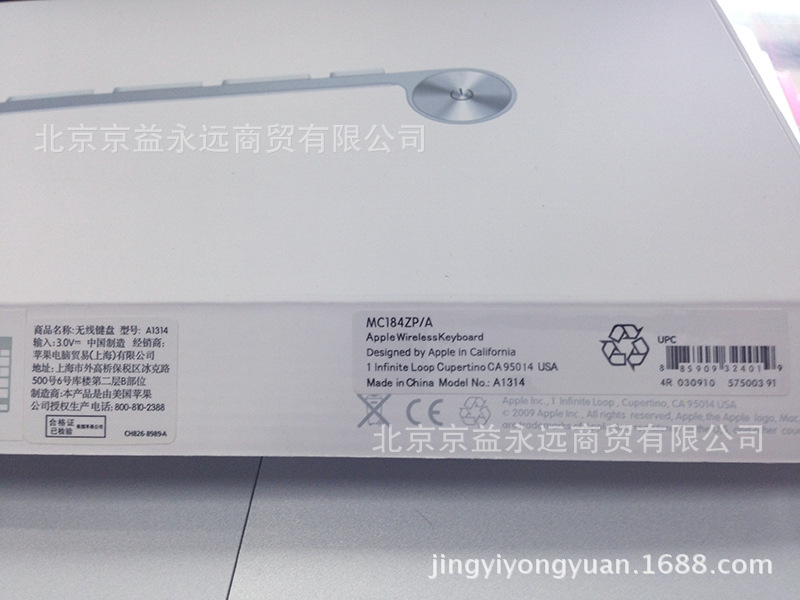 北京京益永远商贸有限公司
商品名称:无线键盘 型号: A1314
输入:3.0V⎓ 中国制造 经销商:
苹果电脑贸易(上海)有限公司
地址:上海市外高桥保税区冰克路
500号6号库楼第二层B部位
制造商:本产品是由美国苹果
公司授权生产 电话:800-810-2388
合格证
已检验
CH826-8989-A
MC184ZP/A
Apple Wireless Keyboard
Designed by Apple in California
1 Infinite Loop Cupertino CA 95014 USA
Made in China Model No.: A1314
UPC
8 85909 32401 9
4R 030910 575003 91
CE
Apple Inc., 1 Infinite Loop, Cupertino, CA 95014 USA
© 2009 Apple Inc., All rights reserved, Apple, the Apple logo, Mac,
are trademarks of
other cou
北京京益永远商贸有限公司
jingyiyongyuan.1688.com